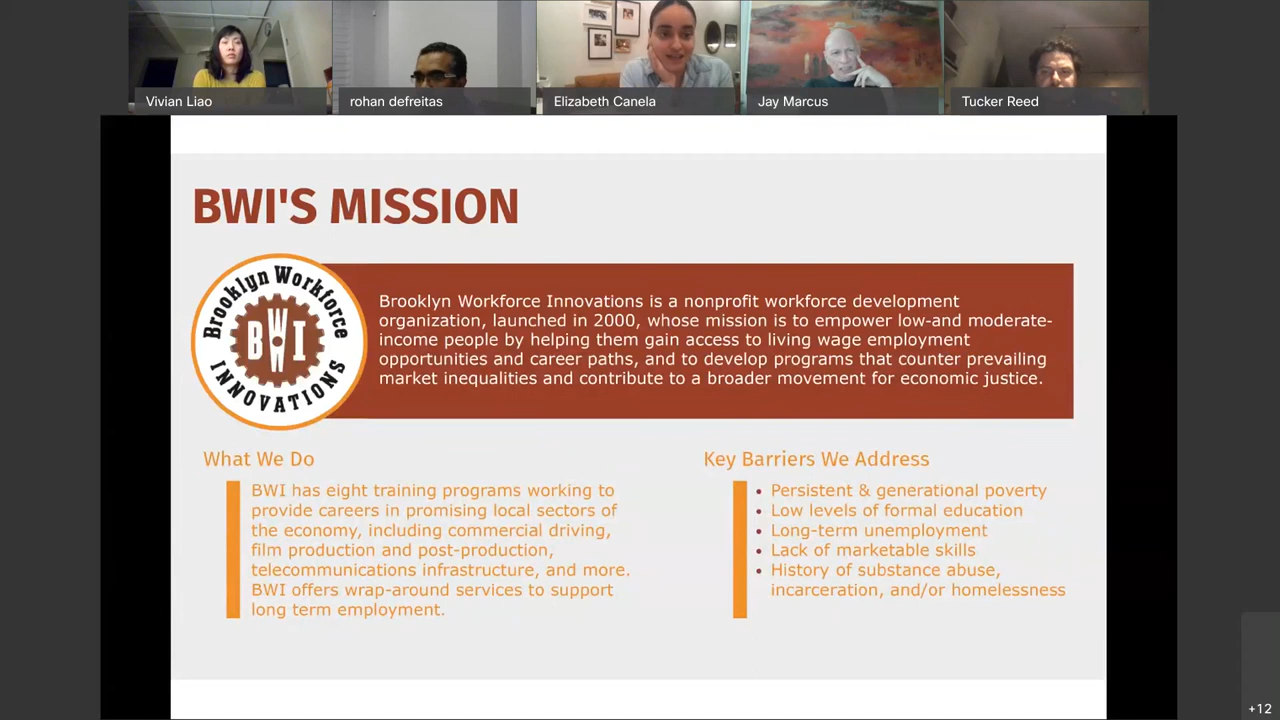 Vivian Liao
rohan defreitas
Elizabeth Canela
Jay Marcus
Tucker Reed
BWI'S MISSION
Brooklyn Workforce
BWI
INNOVATIONS
Brooklyn Workforce Innovations is a nonprofit workforce development
organization, launched in 2000, whose mission is to empower low-and moderate-
income people by helping them gain access to living wage employment
opportunities and career paths, and to develop programs that counter prevailing
market inequalities and contribute to a broader movement for economic justice.
What We Do
BWI has eight training programs working to
provide careers in promising local sectors of
the economy, including commercial driving,
film production and post-production,
telecommunications infrastructure, and more.
BWI offers wrap-around services to support
long term employment.
Key Barriers We Address
• Persistent & generational poverty
• Low levels of formal education
• Long-term unemployment
• Lack of marketable skills
• History of substance abuse,
incarceration, and/or homelessness
+12